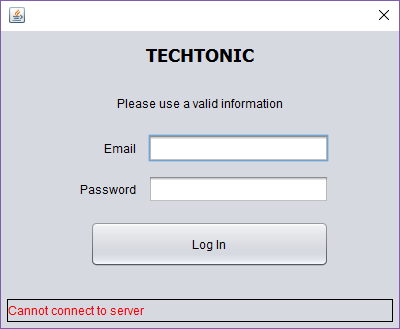 TECHTONIC
Please use a valid information
Email
Password
Log In
Cannot connect to server